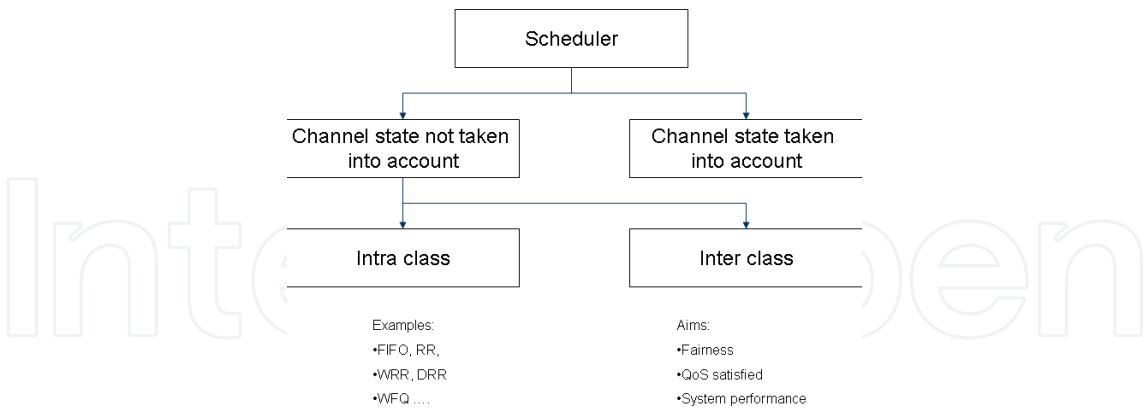 Scheduler
Channel state not taken
into account
Channel state taken
into account
Intra class
Inter class
Examples:
•FIFO, RR,
•WRR, DRR
•WFQ ....
Aims:
•Fairness
•QoS satisfied
•System performance